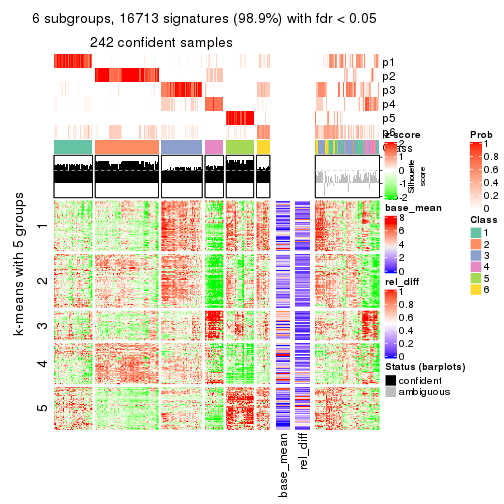 6 subgroups, 16713 signatures (98.9%) with fdr < 0.05
242 confident samples
p1
p2
p3
p4
p5
p6
Class
Silhouette
score
k-means with 5 groups
1
2
3
4
5
base_mean
rel_diff
z-score
2
1
0
-1
-2
base_mean
8
6
4
2
0
rel_diff
1
0.8
0.6
0.4
0.2
0
Status (barplots)
confident
ambiguous
Prob
1
0.8
0.6
0.4
0.2
0
Class
1
2
3
4
5
6